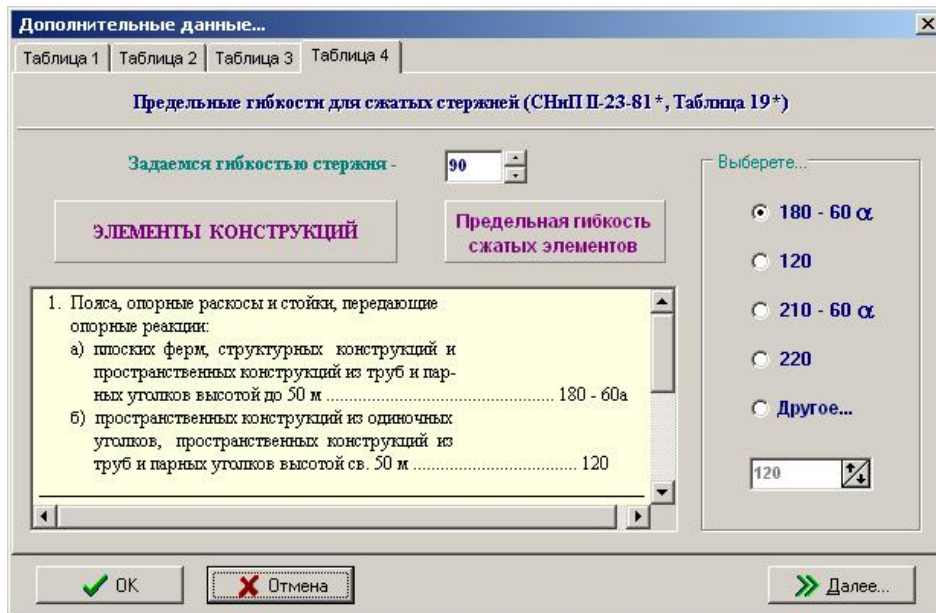 Дополнительные данные...
Таблица 1 Таблица 2 Таблица 3 Таблица 4
Предельные гибкости для сжатых стержней (СНиП II-23-81*, Таблица 19*)
Задаемся гибкостью стержня - 90
ЭЛЕМЕНТЫ КОНСТРУКЦИЙ
Предельная гибкость
сжатых элементов
1. Пояса, опорные раскосы и стойки, передающие
опорные реакции:
а) плоских ферм, структурных конструкций и
пространственных конструкций из труб и пар-
ных уголков высотой до 50 м ............................................... 180 - 60a
б) пространственных конструкций из одиночных
уголков, пространственных конструкций из
труб и парных уголков высотой св. 50 м .................................. 120
Выберете...
180 - 60 α
120
210 - 60 α
220
Другое...
120
OK
Отмена
Далее...